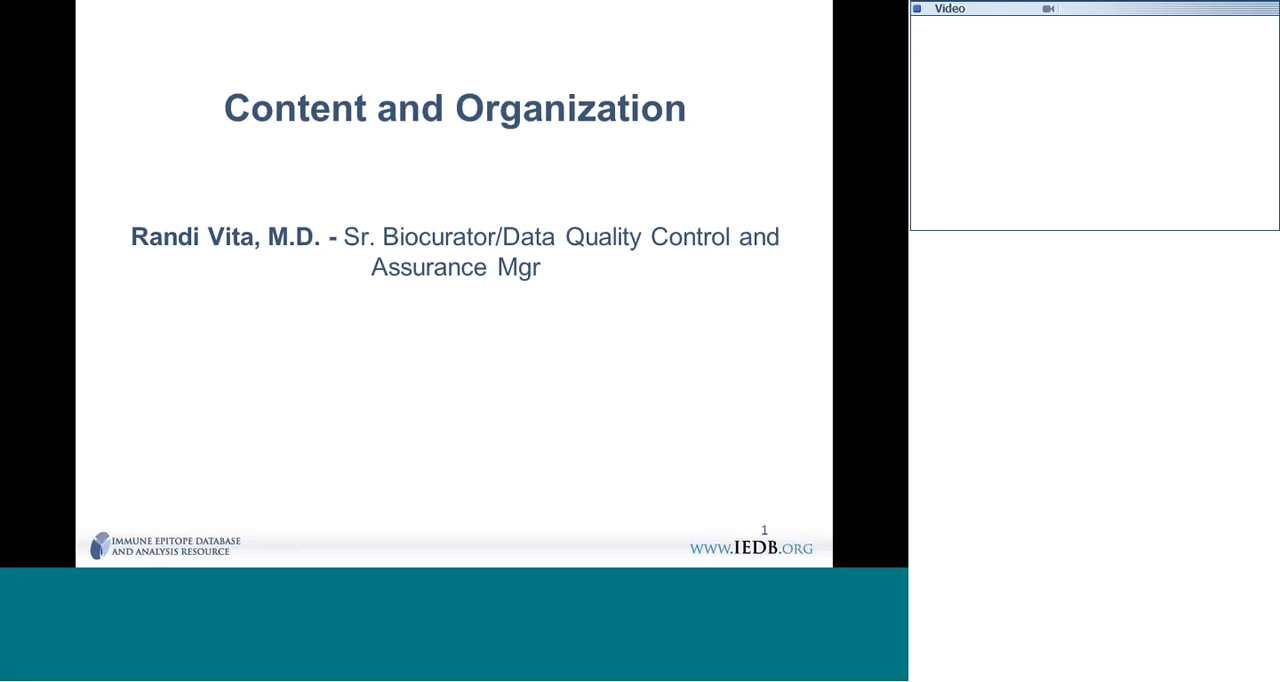 Video
Content and Organization
Randi Vita, M.D. - Sr. Biocurator/Data Quality Control and
Assurance Mgr
1
IMMUNE EPITOPE DATABASE
AND ANALYSIS RESOURCE
WWW.IEDB.ORG